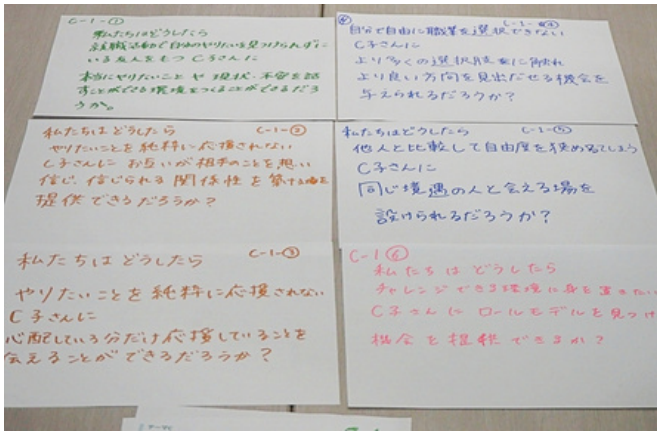 C-1-①
私たちはどうしたら
就職活動で自分のやりたいを見つけられずに
いる友人をもつC子さんに
本当にやりたいことや現状・不安を話
すことができる環境をつくることができるだろ
うか。
C-1-②
私たちはどうしたら
やりたいことを純粋に応援されない
C子さんにお互いが相手のことを想い
信じ、信じられる関係性を築ける場を
提供できるだろうか？
C-1-③
私たちはどうしたら
やりたいことを純粋に応援されない
C子さんに
心配している分だけ応援していることを
伝えることができるだろうか？
C-1-④
自分で自由に職業を選択できない
C子さんに
より多くの選択肢に触れ
より良い方向を見出だせる機会を
与えられるだろうか？
C-1-⑤
私たちはどうしたら
他人と比較して自由度を狭めてしまう
C子さんに
同じ境遇の人と会える場を
設けられるだろうか？
C-1⑥
私たちはどうしたら
チャレンジできる環境に身を置きたい
C子さんにロールモデルを見つけ
機会を提供できるか？